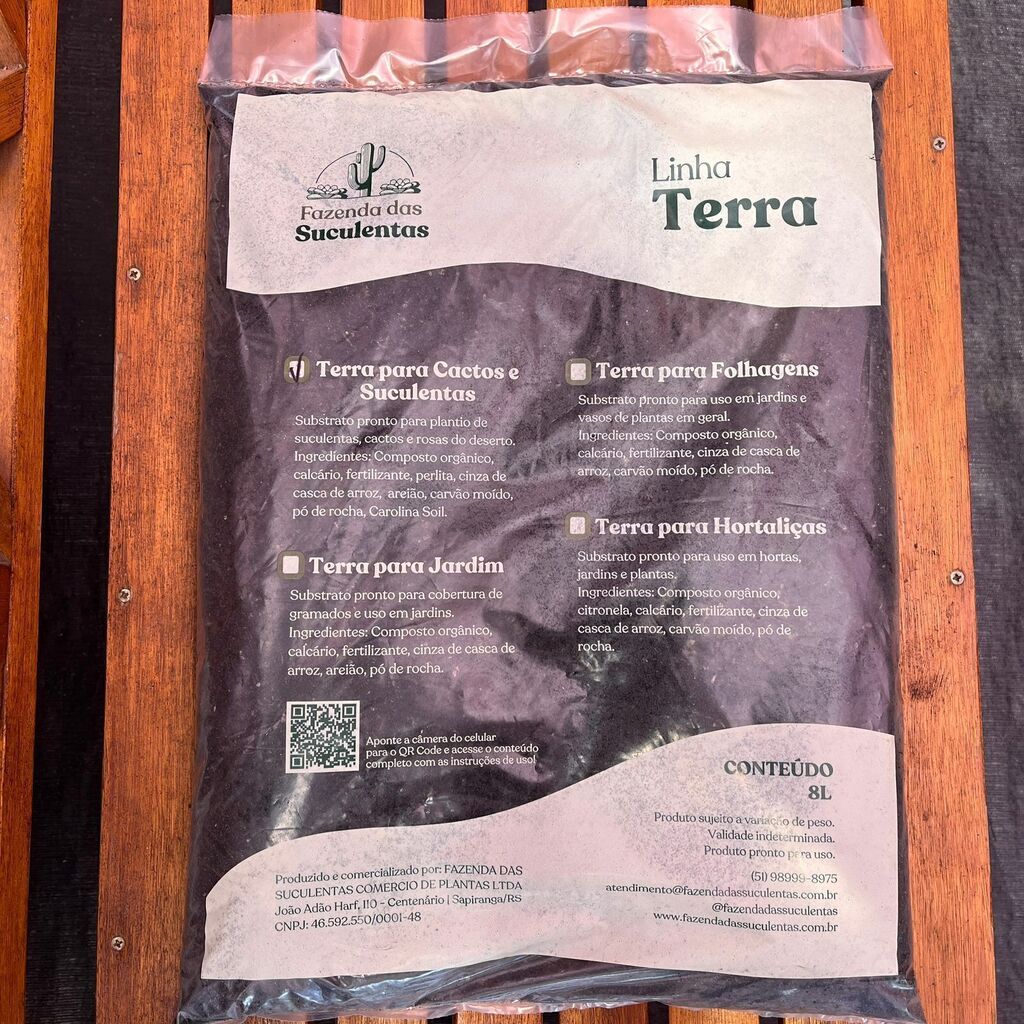 Fazenda das
Suculentas
Linha
Terra
Terra para Cactos e
Suculentas
Substrato pronto para plantio de
suculentas, cactos e rosas do deserto.
Ingredientes: Composto orgânico,
calcário, fertilizante, perlita, cinza de
casca de arroz, areião, carvão moído,
pó de rocha, Carolina Soil.
Terra para Jardim
Substrato pronto para cobertura de
gramados e uso em jardins.
Ingredientes: Composto orgânico,
calcário, fertilizante, cinza de casca de
arroz, areião, pó de rocha.
Terra para Folhagens
Substrato pronto para uso em jardins e
vasos de plantas em geral.
Ingredientes: Composto orgânico,
calcário, fertilizante, cinza de casca de
arroz, carvão moído, pó de rocha.
Terra para Hortaliças
Substrato pronto para uso em hortas,
jardins e plantas.
Ingredientes: Composto orgânico,
citronela, calcário, fertilizante, cinza de
casca de arroz, carvão moído, pó de
rocha.
Aponte a câmera do celular
para o QR Code e acesse o conteúdo
completo com as instruções de uso!
CONTEÚDO
8L
Produto sujeito a variação de peso.
Validade indeterminada.
Produto pronto para uso.
(51) 98999-8975
atendimento@fazendadassuculentas.com.br
@fazendadassuculentas
www.fazendadassuculentas.com.br
Produzido e comercializado por: FAZENDA DAS
SUCULENTAS COMERCIO DE PLANTAS LTDA
João Adão Harf, 110 - Centenário | Sapiranga/RS
CNPJ: 46.592.550/0001-48